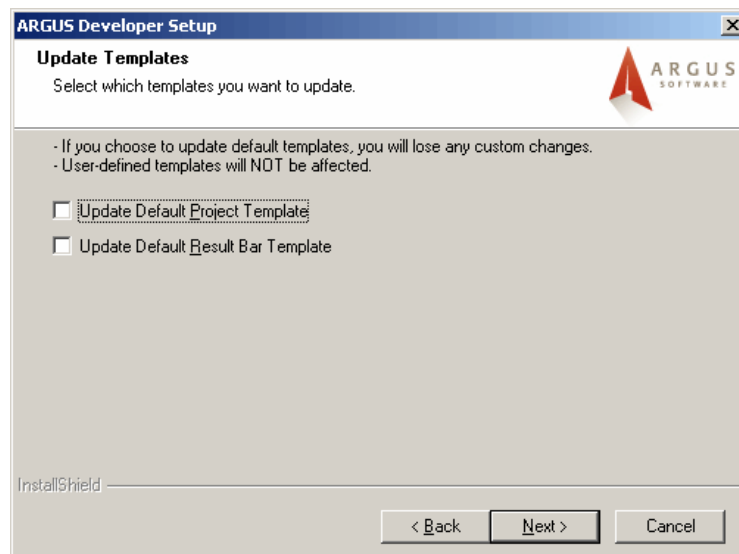 ARGUS Developer Setup
Update Templates
Select which templates you want to update.
ARGUS
SOFTWARE
- If you choose to update default templates, you will lose any custom changes.
- User-defined templates will NOT be affected.
Update Default Project Template
Update Default Result Bar Template
InstallShield
< Back Next > Cancel